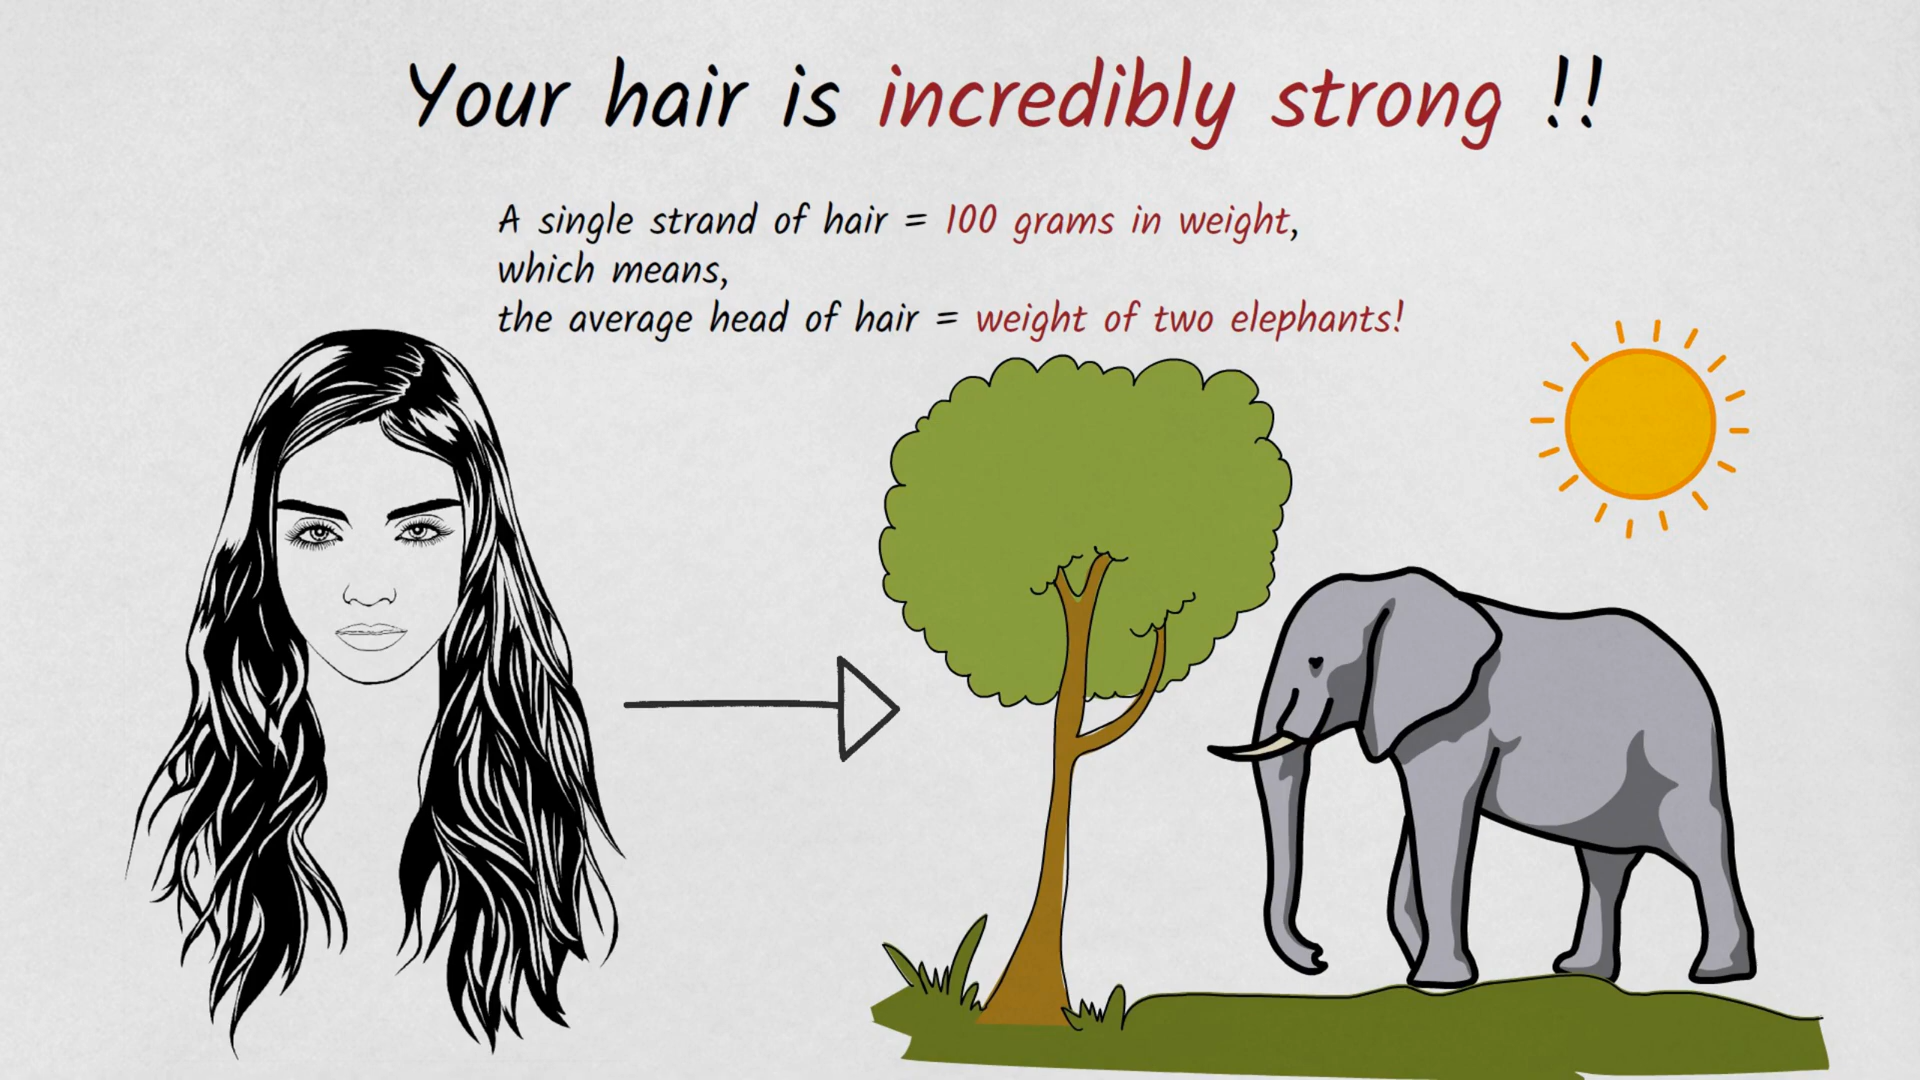 Your hair is incredibly strong !!
A single strand of hair = 100 grams in weight,
which means,
the average head of hair = weight of two elephants!